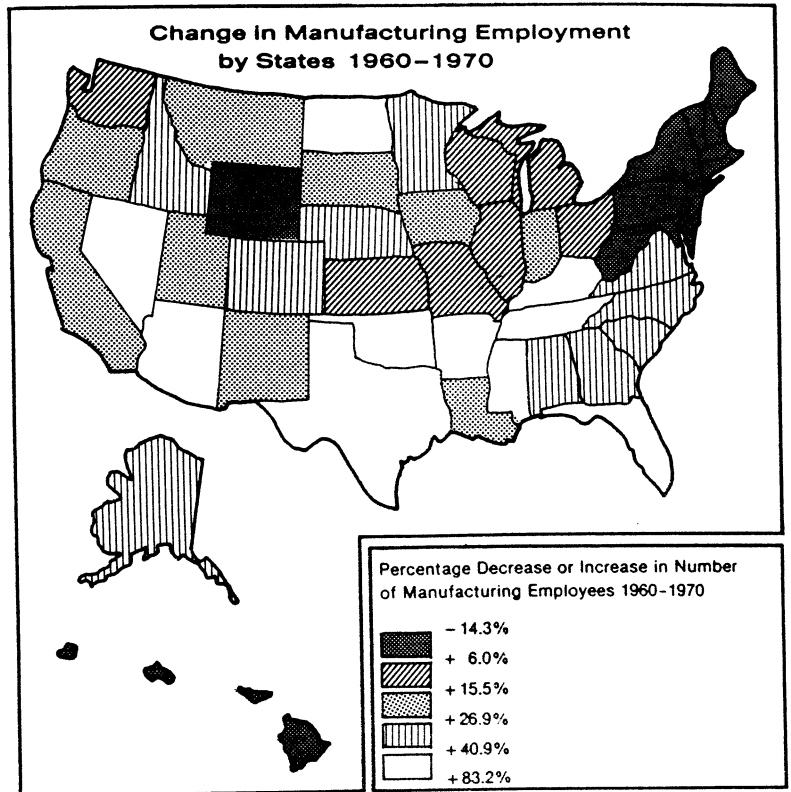 Change in Manufacturing Employment
by States 1960–1970
Percentage Decrease or Increase in Number
of Manufacturing Employees 1960-1970
− 14.3%
+ 6.0%
+ 15.5%
+ 26.9%
+ 40.9%
+ 83.2%